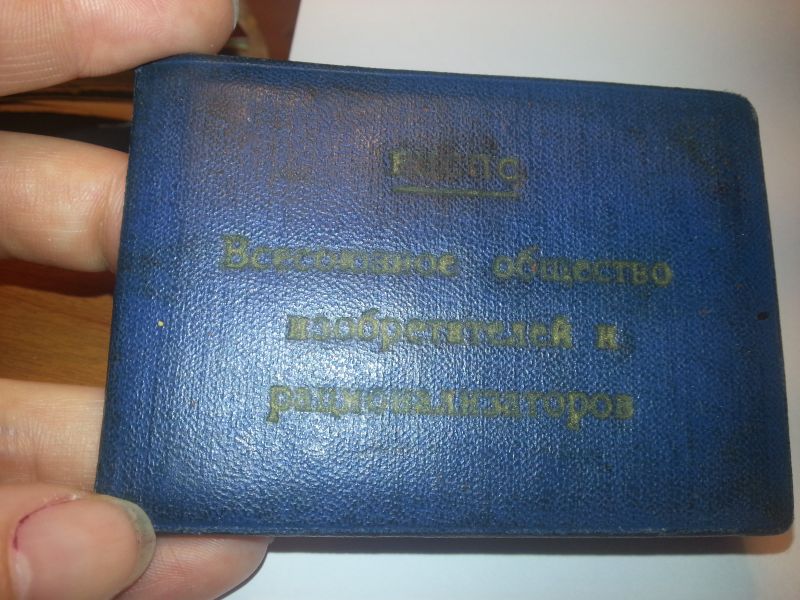 ВЦСПС
Всесоюзное общество
изобретателей и
рационализаторов